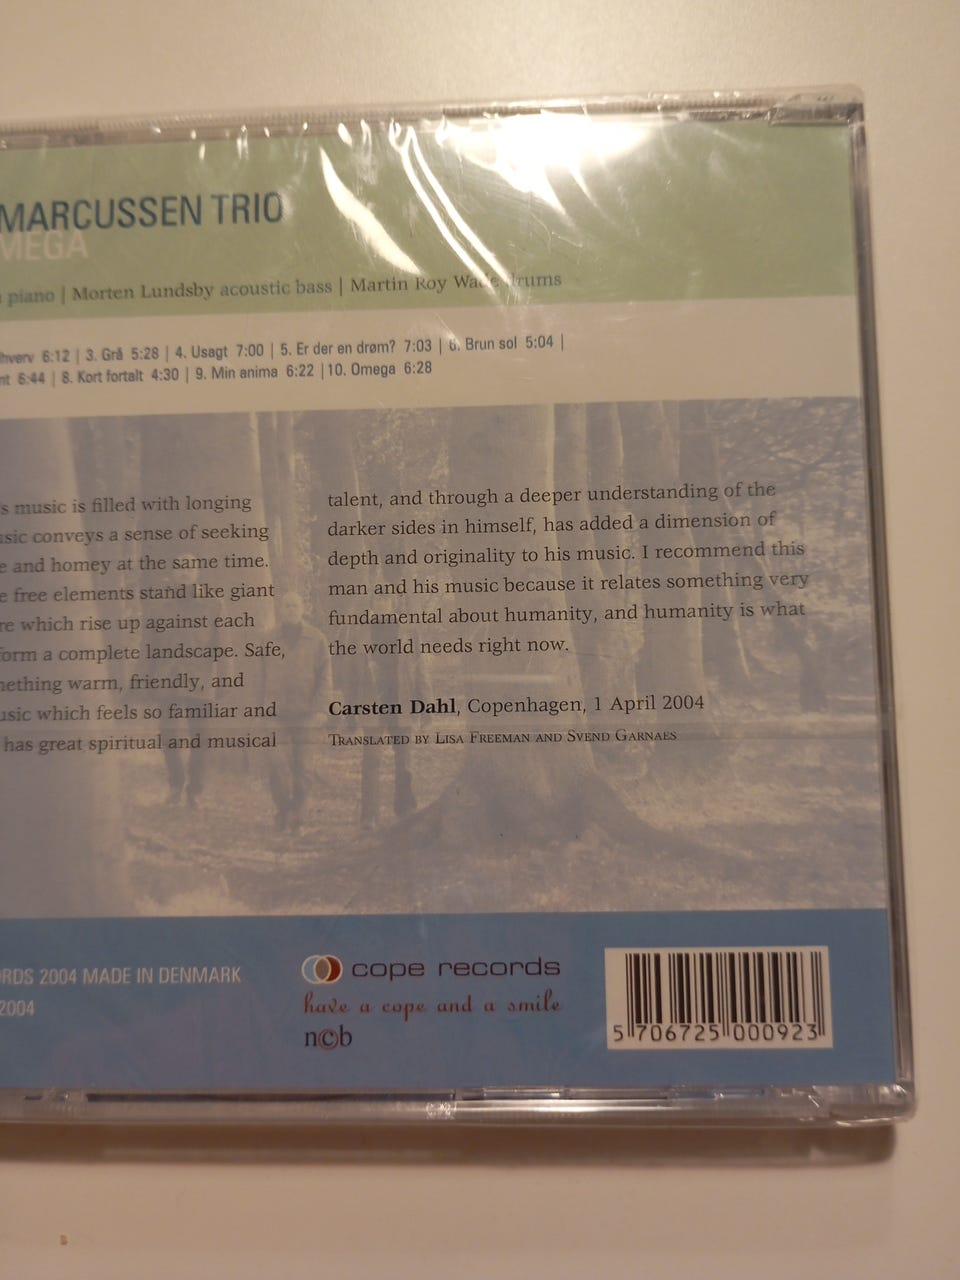 MARCUSSEN TRIO
MEGA
piano | Morten Lundsby acoustic bass | Martin Roy Wade drums
hverv 6:12 | 3. Grå 5:28 | 4. Usagt 7:00 | 5. Er der en drøm? 7:03 | 6. Brun sol 5:04 |
nt 6:44 | 8. Kort fortalt 4:30 | 9. Min anima 6:22 | 10. Omega 6:28
s music is filled with longing
usic conveys a sense of seeking
e and homey at the same time.
e free elements stand like giant
re which rise up against each
form a complete landscape. Safe,
mething warm, friendly, and
usic which feels so familiar and
has great spiritual and musical
talent, and through a deeper understanding of the
darker sides in himself, has added a dimension of
depth and originality to his music. I recommend this
man and his music because it relates something very
fundamental about humanity, and humanity is what
the world needs right now.
Carsten Dahl, Copenhagen, 1 April 2004
Translated by Lisa Freeman and Svend Garnaes
ORDS 2004 MADE IN DENMARK
2004
cope records
have a cope and a smile
n©b
5 706725 000923